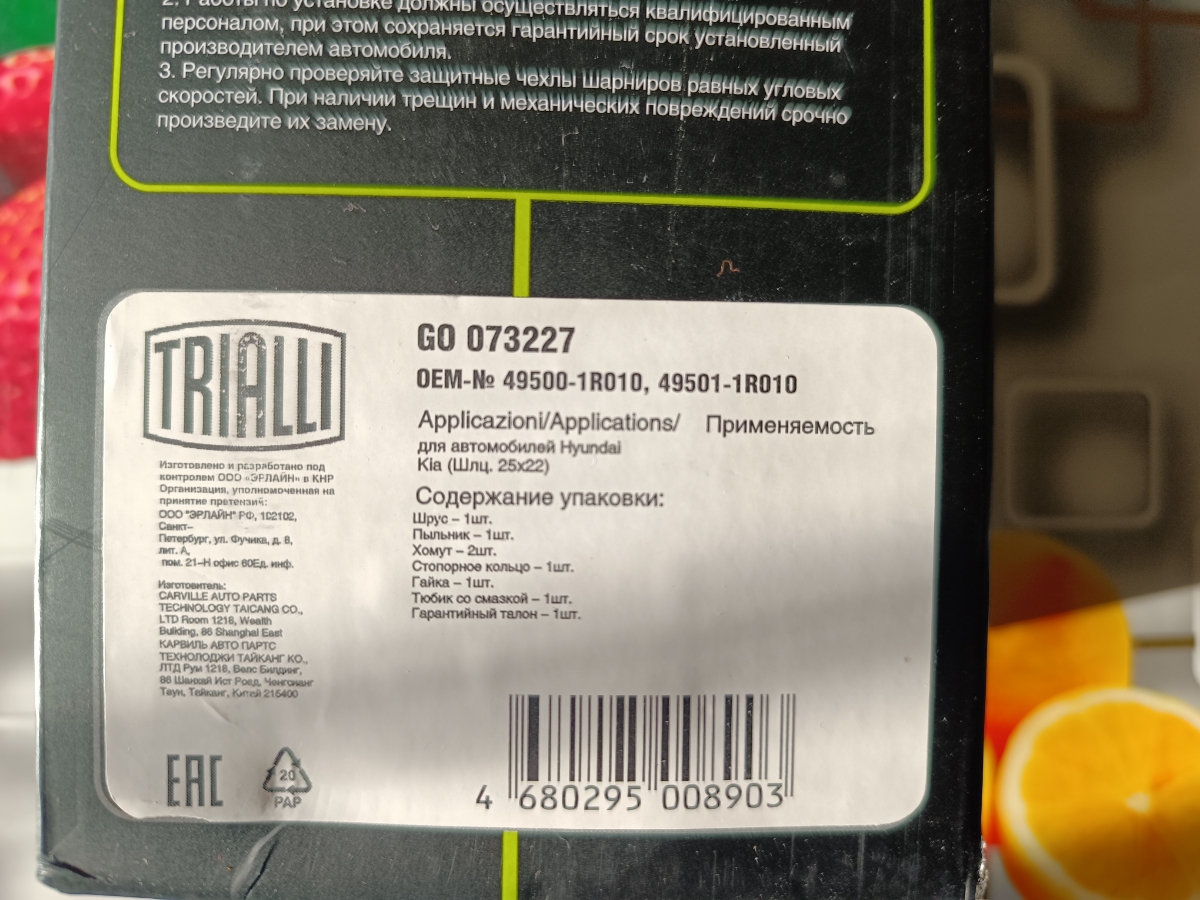 2. Работы по установке должны осуществляться квалифицированным
персоналом, при этом сохраняется гарантийный срок установленный
производителем автомобиля.
3. Регулярно проверяйте защитные чехлы шарниров равных угловых
скоростей. При наличии трещин и механических повреждений срочно
произведите их замену.
TRIALLI
GO 073227
OEM-№ 49500-1R010, 49501-1R010
Applicazioni/Applications/ Применяемость
для автомобилей Hyundai
Kia (Шлц. 25x22)
Содержание упаковки:
Шрус – 1шт.
Пыльник – 1шт.
Хомут – 2шт.
Стопорное кольцо – 1шт.
Гайка – 1шт.
Тюбик со смазкой – 1шт.
Гарантийный талон – 1шт.
Изготовлено и разработано под
контролем ООО «ЭРЛАЙН» в КНР
Организация, уполномоченная на
принятие претензий:
ООО "ЭРЛАЙН" РФ, 192102,
Санкт–
Петербург, ул. Фучика, д. 8,
лит. А,
пом. 21–Н офис 60Ед. инф.
Изготовитель:
CARVILLE AUTO PARTS
TECHNOLOGY TAICANG CO.,
LTD Room 1218, Wealth
Building, 86 Shanghai East
КАРВИЛЬ АВТО ПАРТС
ТЕХНОЛОДЖИ ТАЙКАНГ КО.,
ЛТД Рум 1218, Велс Билдинг,
86 Шанхай Ист Роад, Ченгсианг
Таун, Тайканг, Китай 215400
EAC
20
PAP
4 680295 008903